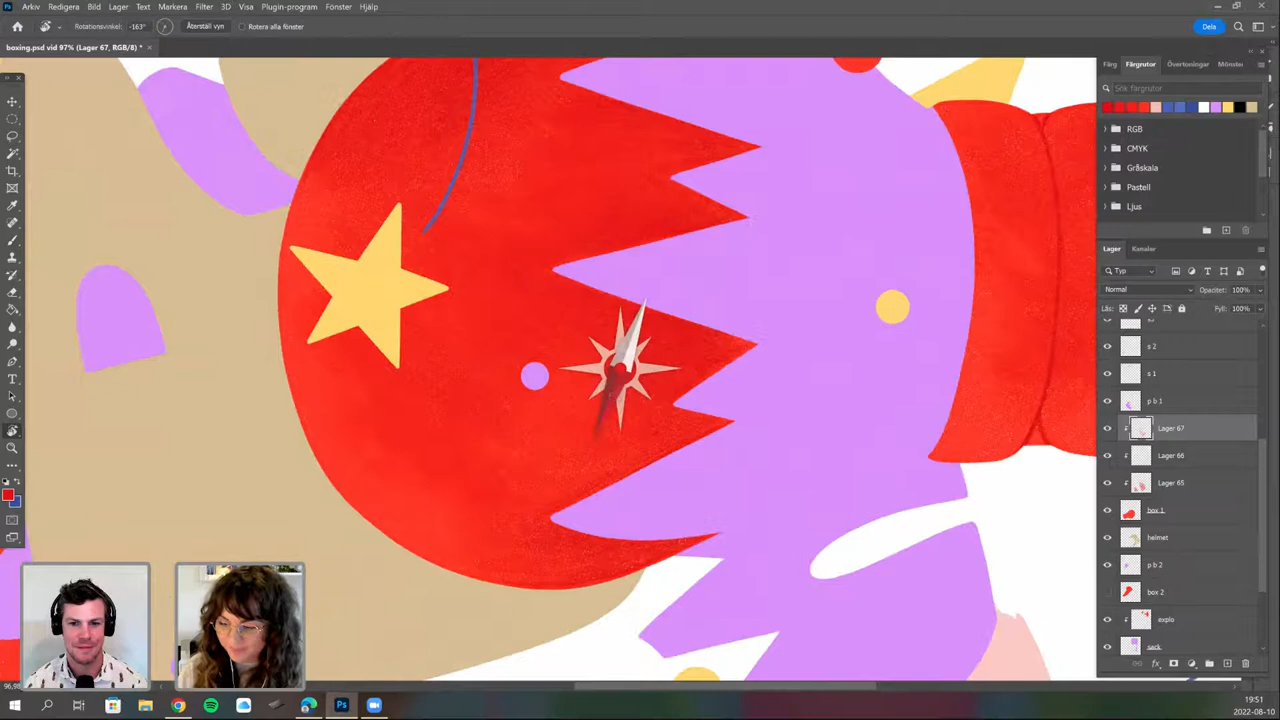 Ps Arkiv Redigera Bild Lager Text Markera Filter 3D Visa Plugin-program Fönster Hjälp
Rotationsvinkel: -163° Återställ vyn Rotera alla fönster Dela
boxing.psd vid 97% (Lager 67, RGB/8) * ×
Färg Färgrutor Övertoningar Mönster
Sök färgrutor
RGB
CMYK
Gråskala
Pastell
Ljus
Lager Kanaler
Typ
Normal Opacitet: 100%
Lås: Fyll: 100%
s 2
s 1
p b 1
Lager 67
Lager 66
Lager 65
box 1
helmet
p b 2
box 2
explo
sack
fx
Ps 19:51
2022-08-10